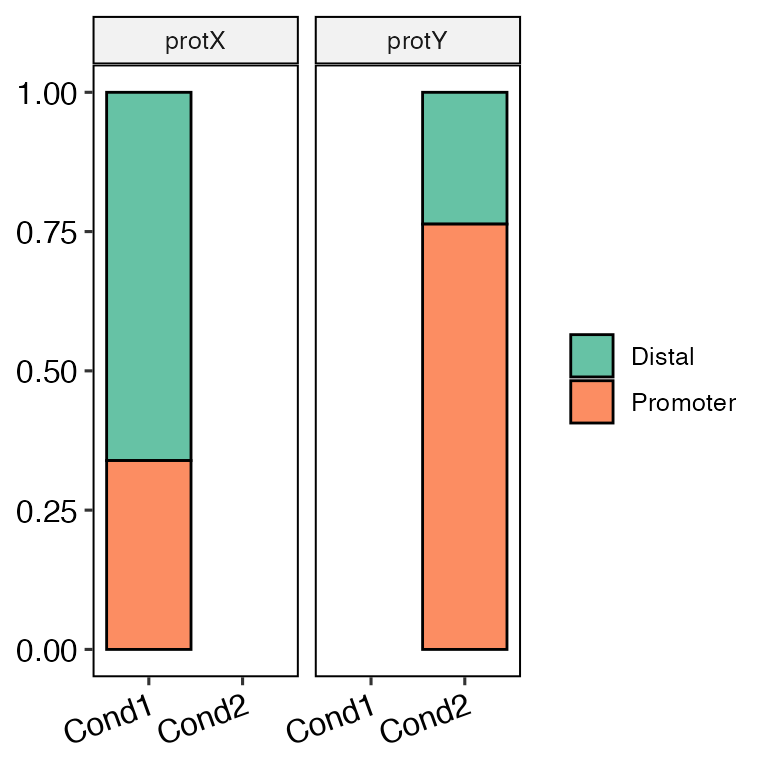 protX
protY
1.00
0.75
0.50
0.25
0.00
Cond1
Cond2
Cond1
Cond2
Distal
Promoter